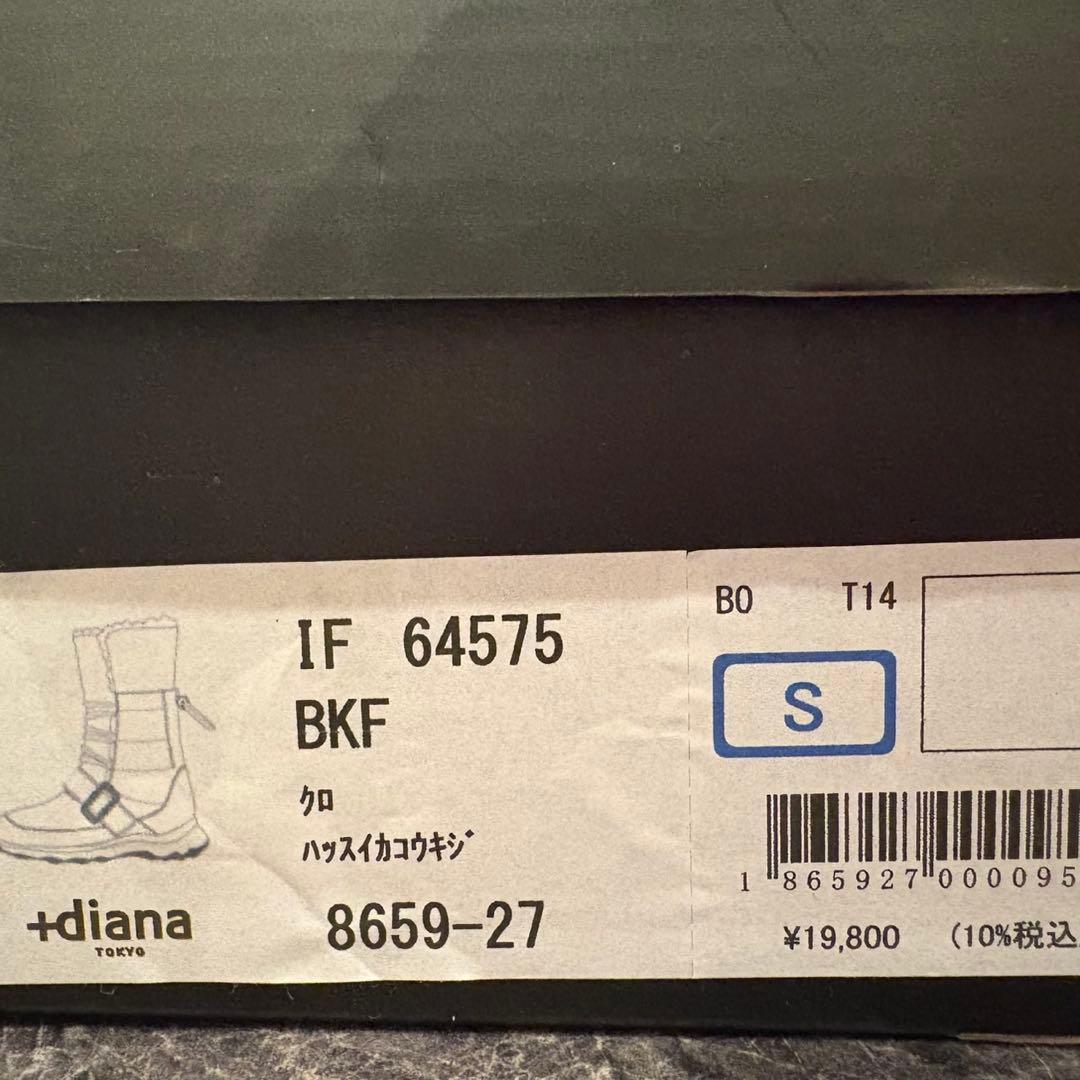 IF 64575
BKF
ｸﾛ
ﾊｯｽｲｶｺｳｷｼﾞ
8659-27
+diana
TOKYO
B0 T14
S
1 865927 000095
¥19,800 (10%税込